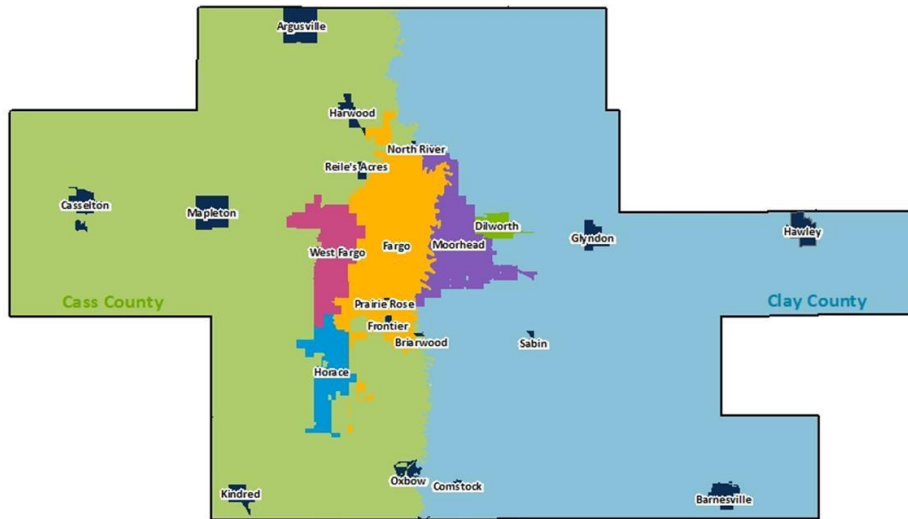 Argusville
Harwood
North River
Reile's Acres
Casselton
Mapleton
Dilworth
Hawley
West Fargo
Fargo
Moorhead
Glyndon
Cass County
Prairie Rose
Clay County
Frontier
Briarwood
Sabin
Horace
Oxbow
Comstock
Kindred
Barnesville